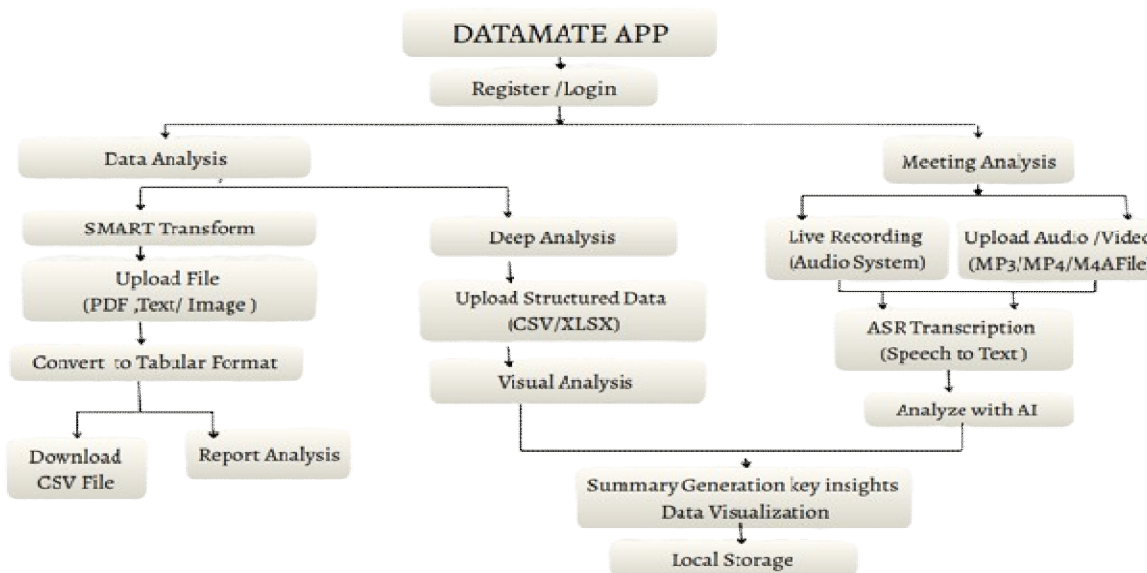 DATAMATE APP
Register /Login
Data Analysis
Meeting Analysis
SMART Transform
Deep Analysis
Live Recording
(Audio System)
Upload Audio /Video
(MP3/MP4/M4AFile)
Upload File
(PDF ,Text/ Image )
Upload Structured Data
(CSV/XLSX)
ASR Transcription
(Speech to Text )
Convert to Tabular Format
Visual Analysis
Analyze with AI
Download
CSV File
Report Analysis
Summary Generation key insights
Data Visualization
Local Storage